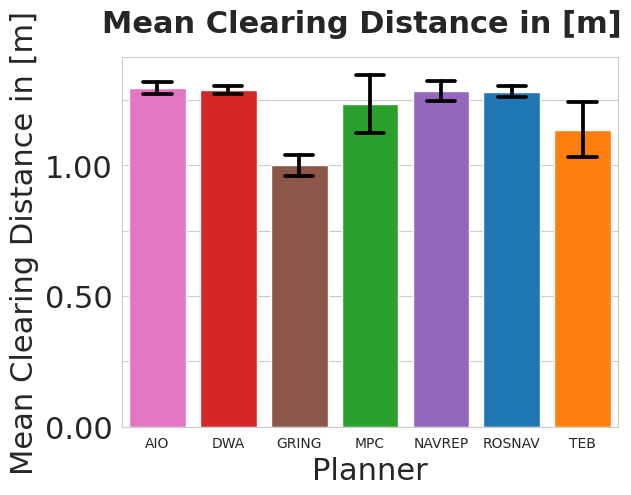 Mean Clearing Distance in [m]
Mean Clearing Distance in [m]
1.00
0.50
0.00
AIO DWA GRING MPC NAVREP ROSNAV TEB
Planner